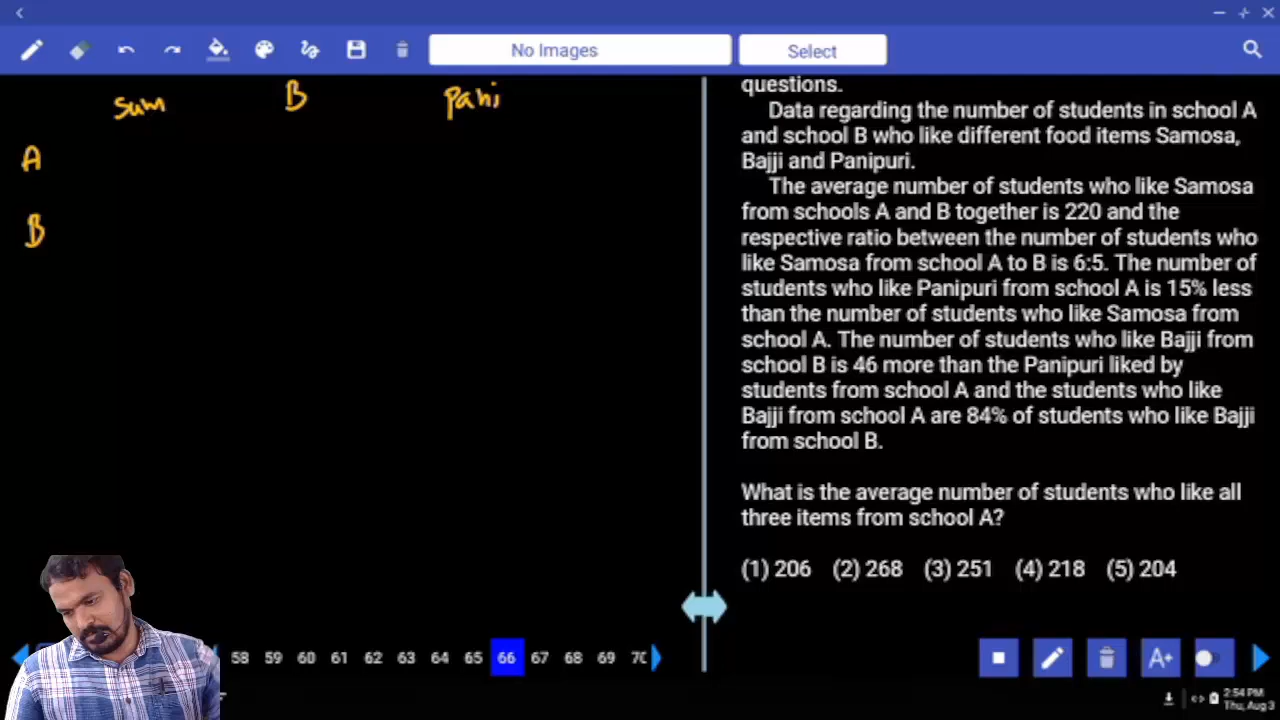 No Images
Select
Sam B Pani
A
B
questions.
Data regarding the number of students in school A
and school B who like different food items Samosa,
Bajji and Panipuri.
The average number of students who like Samosa
from schools A and B together is 220 and the
respective ratio between the number of students who
like Samosa from school A to B is 6:5. The number of
students who like Panipuri from school A is 15% less
than the number of students who like Samosa from
school A. The number of students who like Bajji from
school B is 46 more than the Panipuri liked by
students from school A and the students who like
Bajji from school A are 84% of students who like Bajji
from school B.
What is the average number of students who like all
three items from school A?
(1) 206 (2) 268 (3) 251 (4) 218 (5) 204
58 59 60 61 62 63 64 65 66 67 68 69 70
A+
2:54 PM
Thu, Aug 3